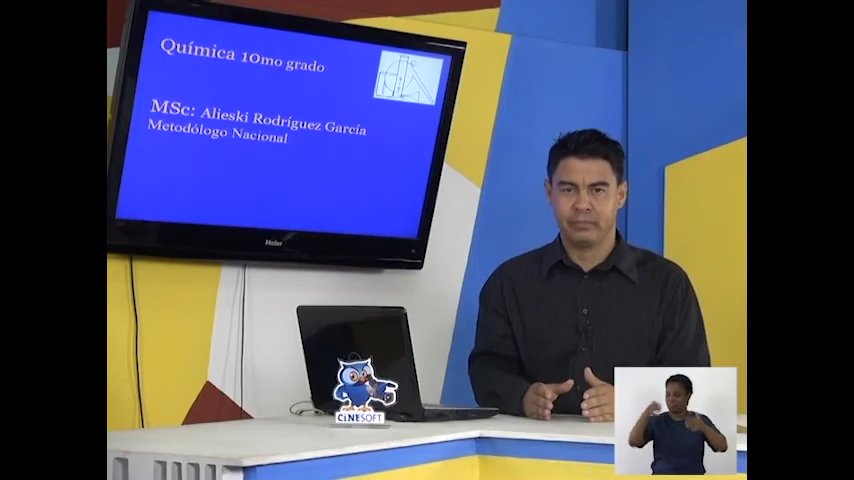 Química 10mo grado
MSc: Alieski Rodríguez García
Metodólogo Nacional
Haier
CiNESOFT